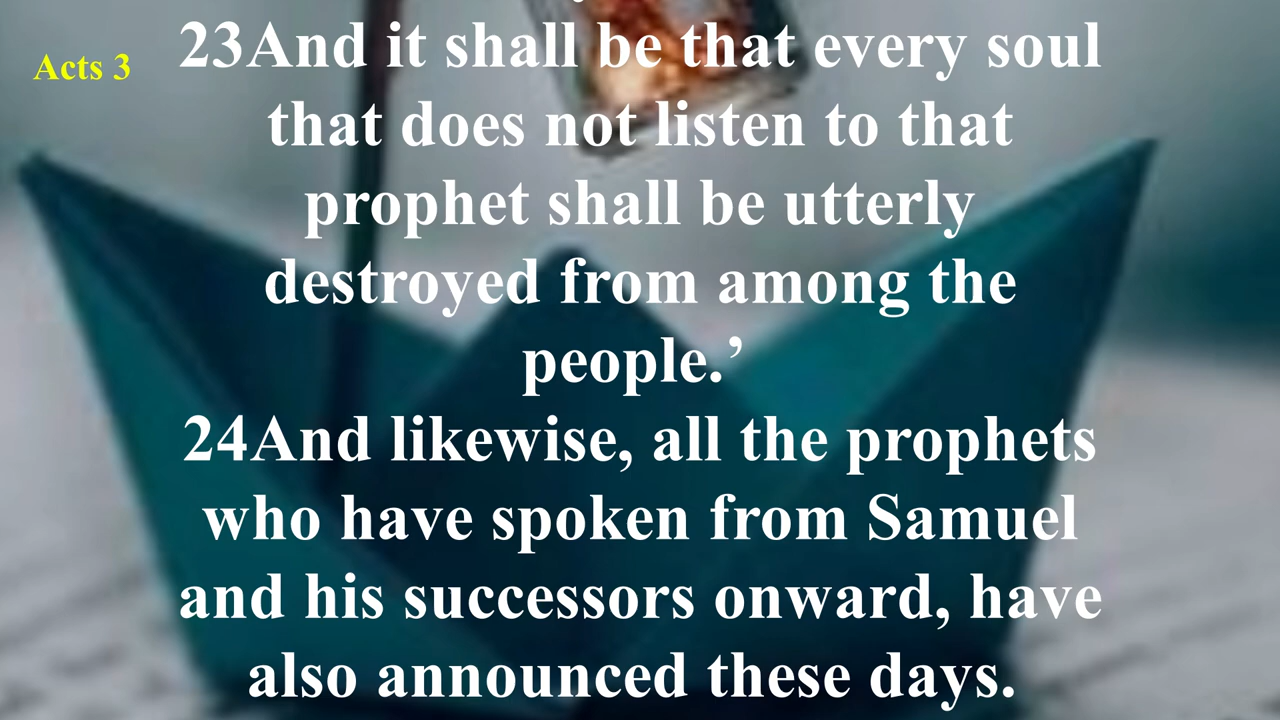 Acts 3
23And it shall be that every soul
that does not listen to that
prophet shall be utterly
destroyed from among the
people.’
24And likewise, all the prophets
who have spoken from Samuel
and his successors onward, have
also announced these days.